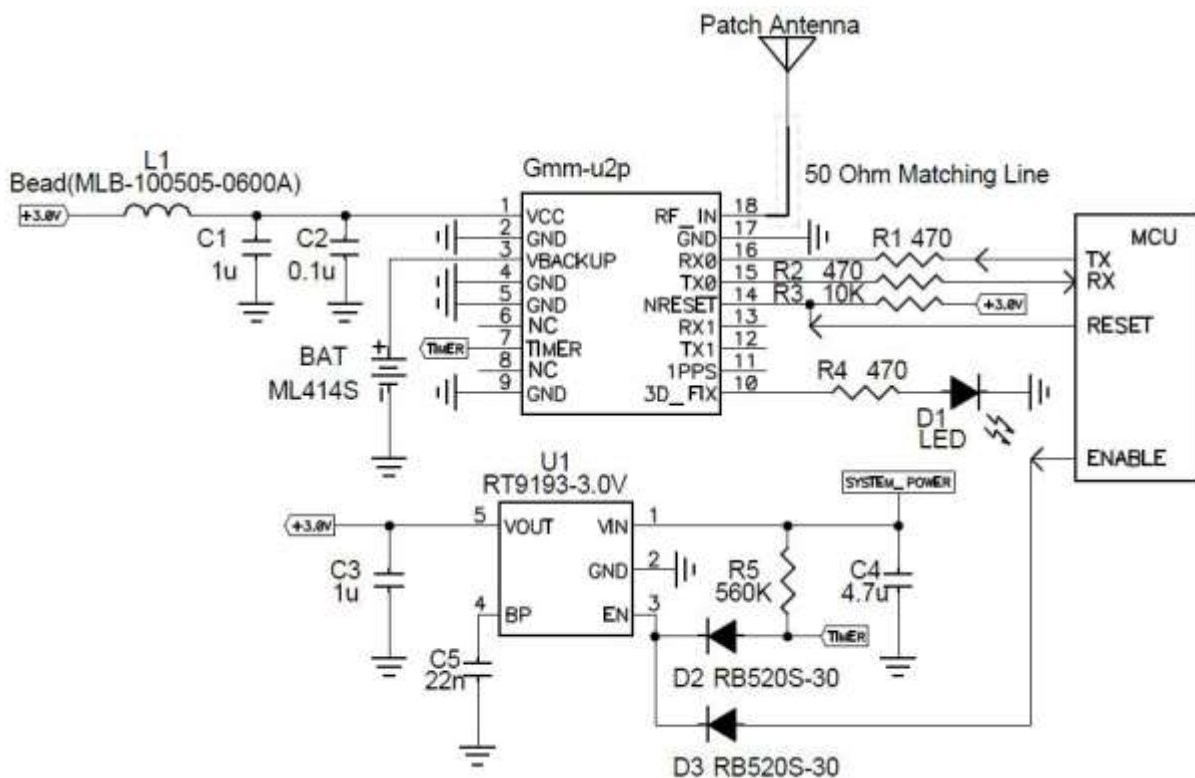 Patch Antenna
L1
Bead(MLB-100505-0600A)
Gmm-u2p
50 Ohm Matching Line
+3.0V
C1
1u
C2
0.1u
1 VCC
2 GND
3 VBACKUP
4 GND
5 GND
6 NC
7 TIMER
8 NC
9 GND
RF_IN 18
GND 17
RX0 16
TX0 15
NRESET 14
RX1 13
TX1 12
1PPS 11
3D_FIX 10
R1 470
R2 470
R3 10K
+3.0V
MCU
TX
RX
RESET
ENABLE
TIMER
BAT
+
ML414S
R4 470
D1
LED
U1
RT9193-3.0V
SYSTEM_POWER
+3.0V
5 VOUT
VIN 1
GND 2
4 BP
EN 3
C3
1u
R5
560K
C4
4.7u
TIMER
C5
22n
D2 RB520S-30
D3 RB520S-30